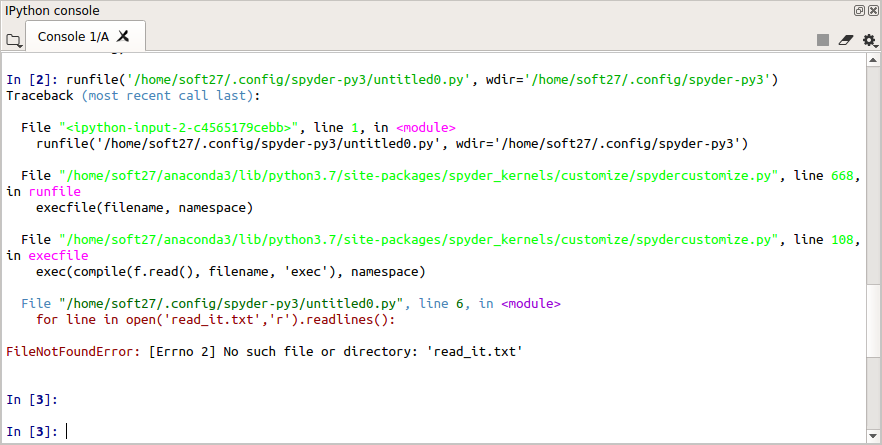 IPython console
Console 1/A
In [2]: runfile('/home/soft27/.config/spyder-py3/untitled0.py', wdir='/home/soft27/.config/spyder-py3')
Traceback (most recent call last):
File "<ipython-input-2-c4565179cebb>", line 1, in <module>
runfile('/home/soft27/.config/spyder-py3/untitled0.py', wdir='/home/soft27/.config/spyder-py3')
File "/home/soft27/anaconda3/lib/python3.7/site-packages/spyder_kernels/customize/spydercustomize.py", line 668,
in runfile
execfile(filename, namespace)
File "/home/soft27/anaconda3/lib/python3.7/site-packages/spyder_kernels/customize/spydercustomize.py", line 108,
in execfile
exec(compile(f.read(), filename, 'exec'), namespace)
File "/home/soft27/.config/spyder-py3/untitled0.py", line 6, in <module>
for line in open('read_it.txt','r').readlines():
FileNotFoundError: [Errno 2] No such file or directory: 'read_it.txt'
In [3]:
In [3]: